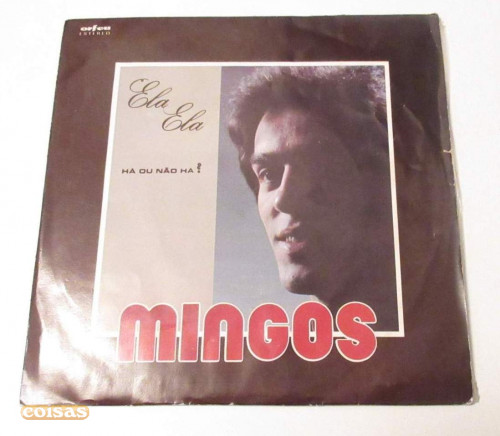 orfeu
ESTEREO
Ela
Ela
HÁ OU NÃO HÁ?
MINGOS
coisas